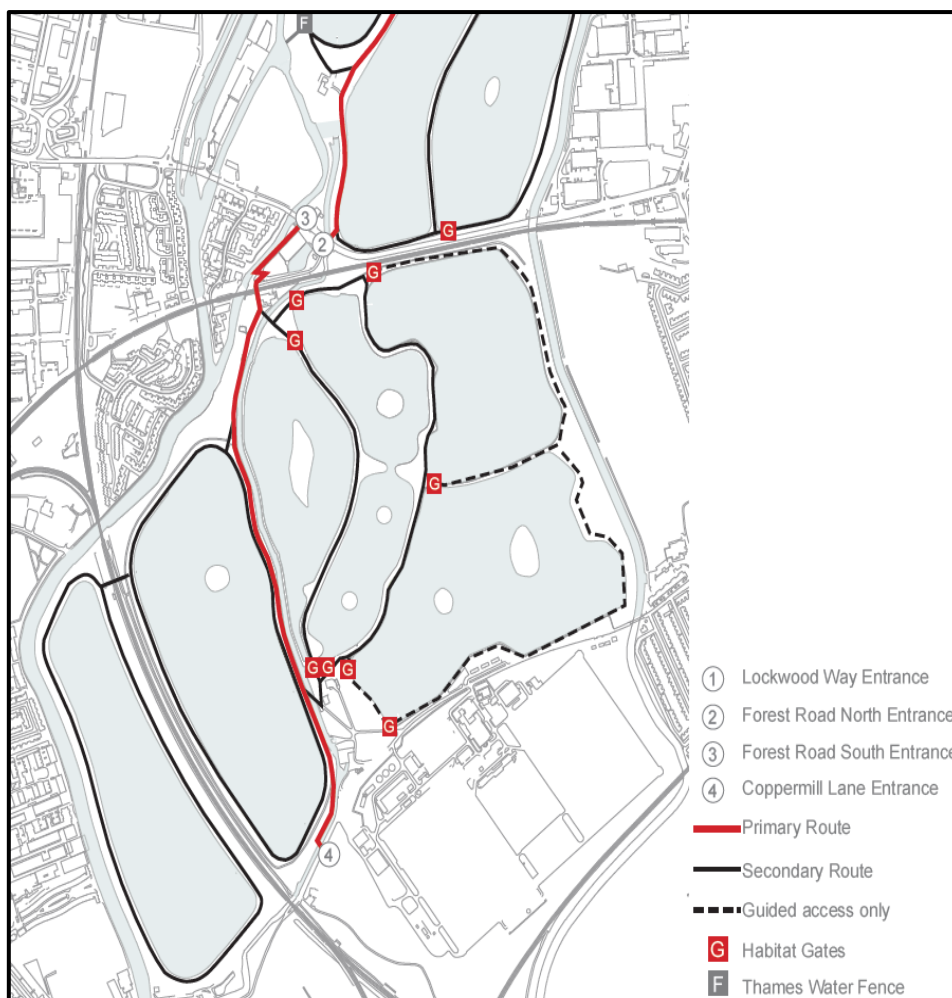 F
3
2
G
G
G
G
G
G G G
G
4
1 Lockwood Way Entrance
2 Forest Road North Entrance
3 Forest Road South Entrance
4 Coppermill Lane Entrance
Primary Route
Secondary Route
Guided access only
G Habitat Gates
F Thames Water Fence